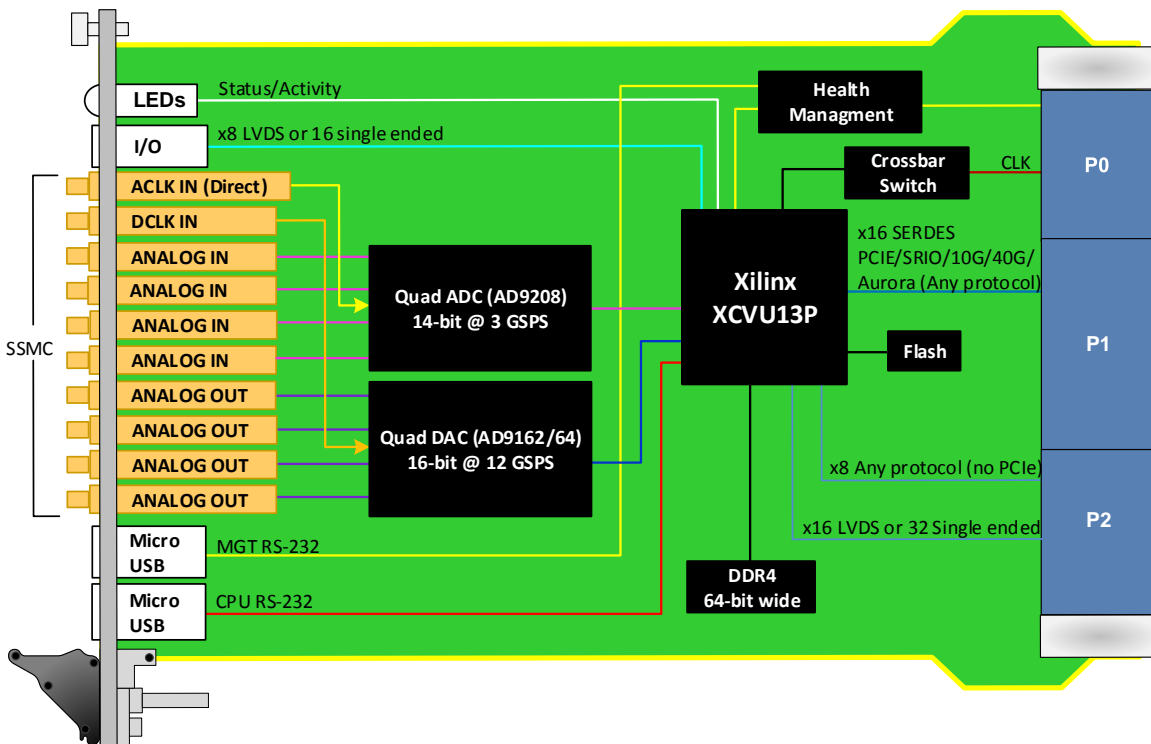 LEDs
Status/Activity
I/O
x8 LVDS or 16 single ended
SSMC
ACLK IN (Direct)
DCLK IN
ANALOG IN
ANALOG IN
ANALOG IN
ANALOG IN
ANALOG OUT
ANALOG OUT
ANALOG OUT
ANALOG OUT
Micro
USB
MGT RS-232
Micro
USB
CPU RS-232
Quad ADC (AD9208)
14-bit @ 3 GSPS
Quad DAC (AD9162/64)
16-bit @ 12 GSPS
Health
Managment
Crossbar
Switch
CLK
Xilinx
XCVU13P
x16 SERDES
PCIE/SRIO/10G/40G/
Aurora (Any protocol)
Flash
x8 Any protocol (no PCIe)
x16 LVDS or 32 Single ended
DDR4
64-bit wide
P0
P1
P2